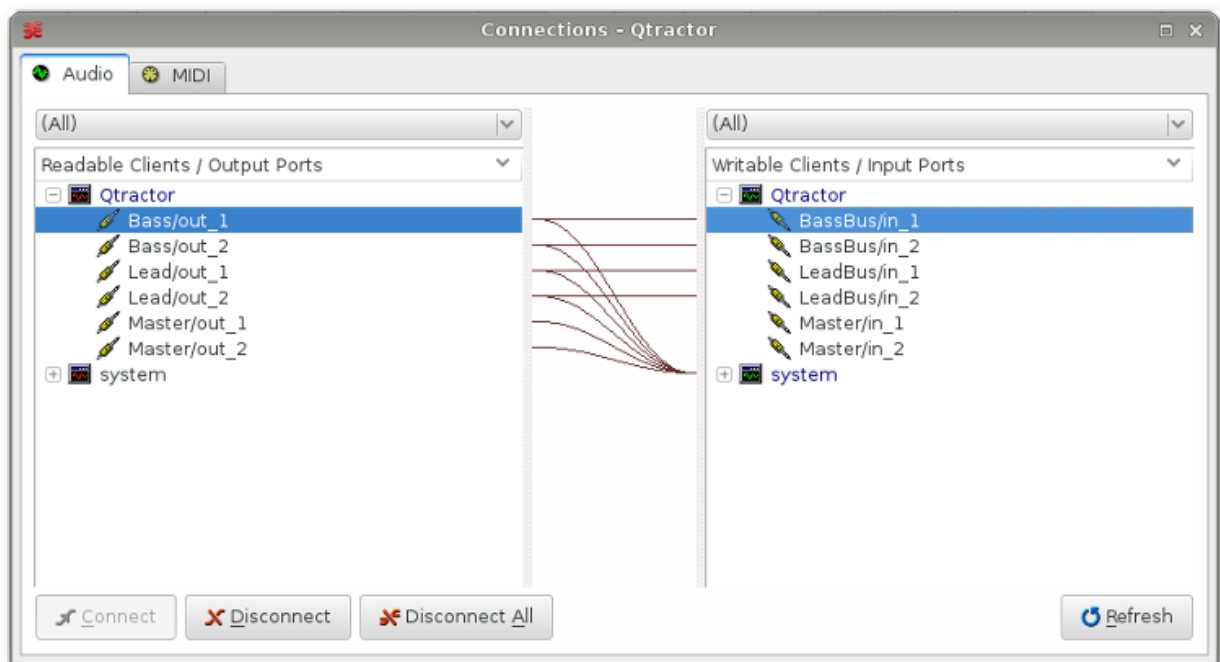 Connections - Qtractor
Audio MIDI
(All) (All)
Readable Clients / Output Ports Writable Clients / Input Ports
Qtractor Qtractor
Bass/out_1 BassBus/in_1
Bass/out_2 BassBus/in_2
Lead/out_1 LeadBus/in_1
Lead/out_2 LeadBus/in_2
Master/out_1 Master/in_1
Master/out_2 Master/in_2
system system
Connect Disconnect Disconnect All Refresh